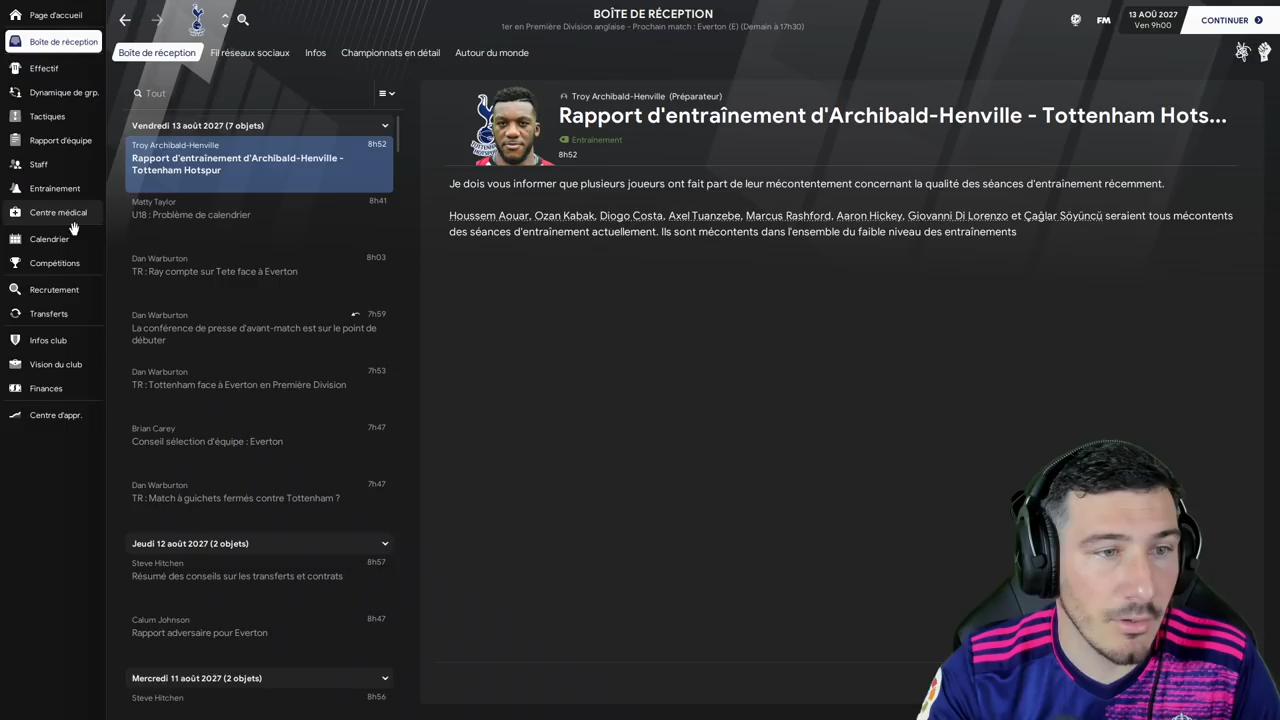 Page d'accueil
Boîte de réception
Effectif
Dynamique de grp.
Tactiques
Rapport d'équipe
Staff
Entraînement
Centre médical
Calendrier
Compétitions
Recrutement
Transferts
Infos club
Vision du club
Finances
Centre d'appr.
BOÎTE DE RÉCEPTION
1er en Première Division anglaise - Prochain match : Everton (E) (Demain à 17h30)
FM
13 AOÛ 2027
Ven 9h00
CONTINUER
Boîte de réception
Fil réseaux sociaux
Infos
Championnats en détail
Autour du monde
Tout
Vendredi 13 août 2027 (7 objets)
Troy Archibald-Henville 8h52
Rapport d'entraînement d'Archibald-Henville -
Tottenham Hotspur
Matty Taylor 8h41
U18 : Problème de calendrier
Dan Warburton 8h03
TR : Ray compte sur Tete face à Everton
Dan Warburton 7h59
La conférence de presse d'avant-match est sur le point de
débuter
Dan Warburton 7h53
TR : Tottenham face à Everton en Première Division
Brian Carey 7h47
Conseil sélection d'équipe : Everton
Dan Warburton 7h47
TR : Match à guichets fermés contre Tottenham ?
Jeudi 12 août 2027 (2 objets)
Steve Hitchen 8h57
Résumé des conseils sur les transferts et contrats
Calum Johnson 8h47
Rapport adversaire pour Everton
Mercredi 11 août 2027 (2 objets)
Steve Hitchen 8h56
Troy Archibald-Henville (Préparateur)
Rapport d'entraînement d'Archibald-Henville - Tottenham Hots...
Entraînement
8h52
Je dois vous informer que plusieurs joueurs ont fait part de leur mécontentement concernant la qualité des séances d'entraînement récemment.
Houssem Aouar, Ozan Kabak, Diogo Costa, Axel Tuanzebe, Marcus Rashford, Aaron Hickey, Giovanni Di Lorenzo et Çağlar Söyüncü seraient tous mécontents
des séances d'entraînement actuellement. Ils sont mécontents dans l'ensemble du faible niveau des entraînements